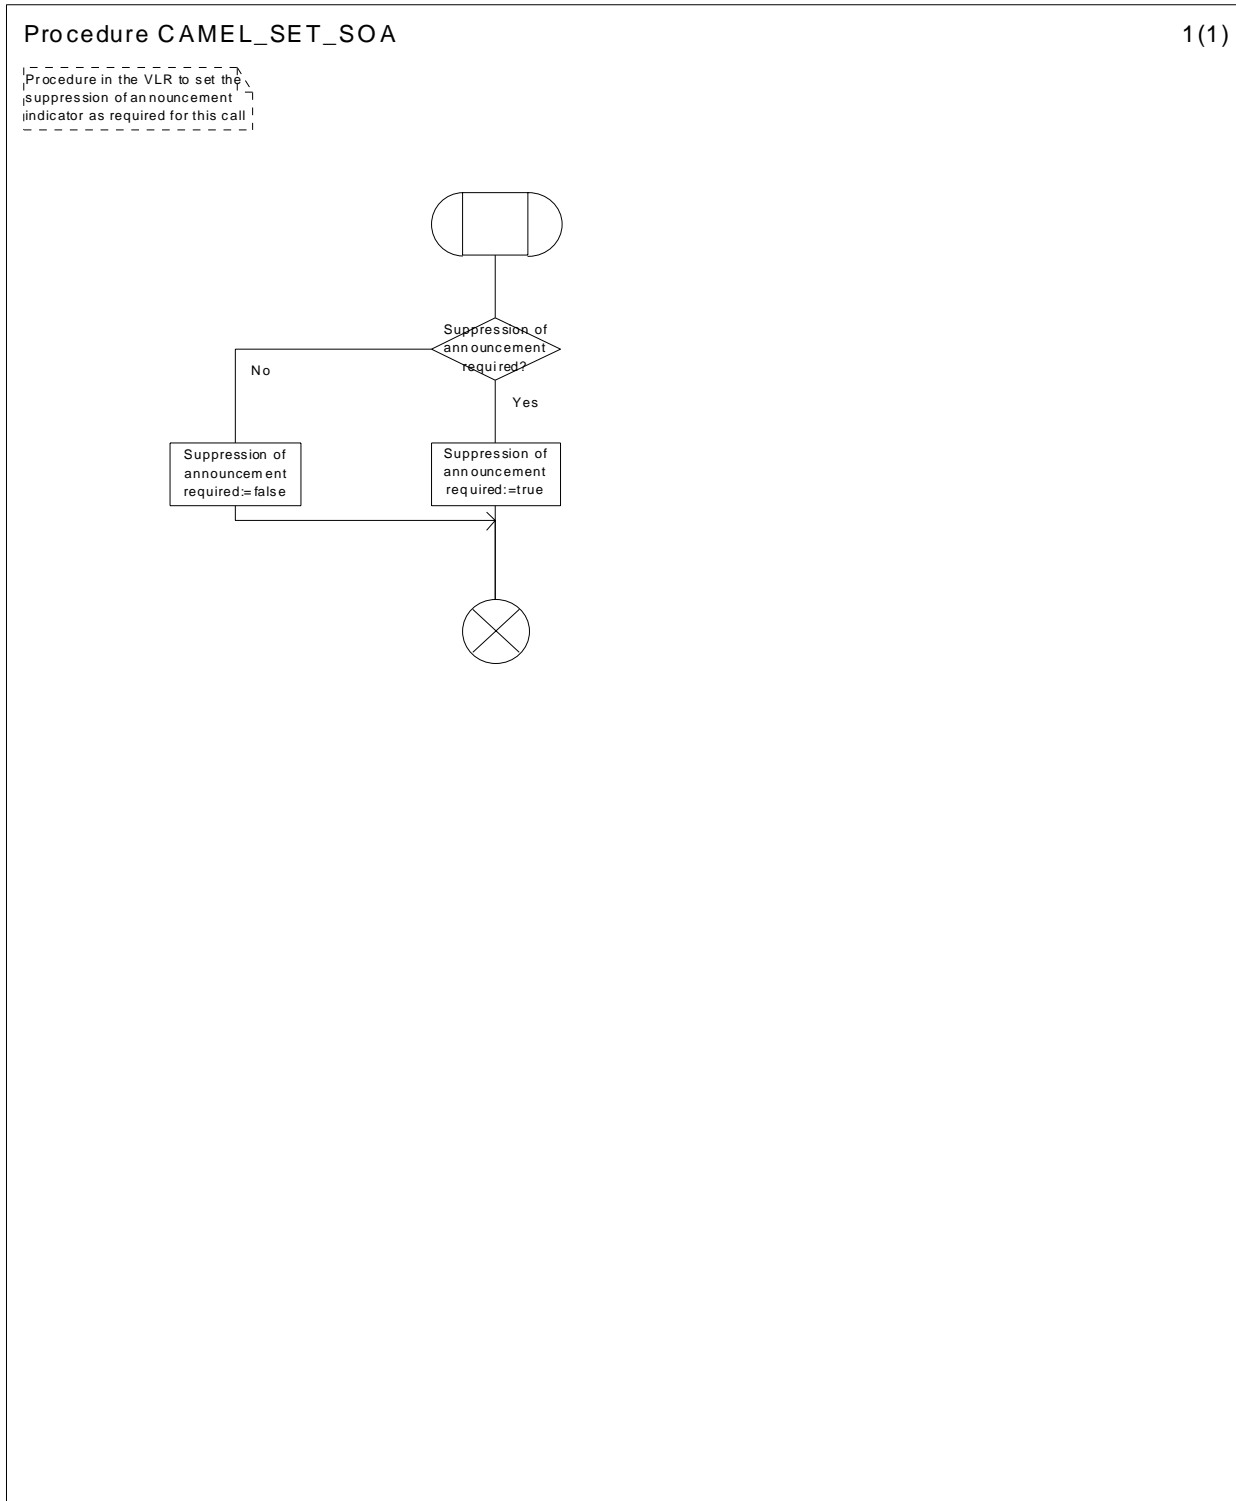 Procedure CAMEL_SET_SOA 1(1)
Procedure in the VLR to set the
suppression of announcement
indicator as required for this call
Suppression of
announcement
required?
No
Yes
Suppression of
announcement
required:=false
Suppression of
announcement
required:=true